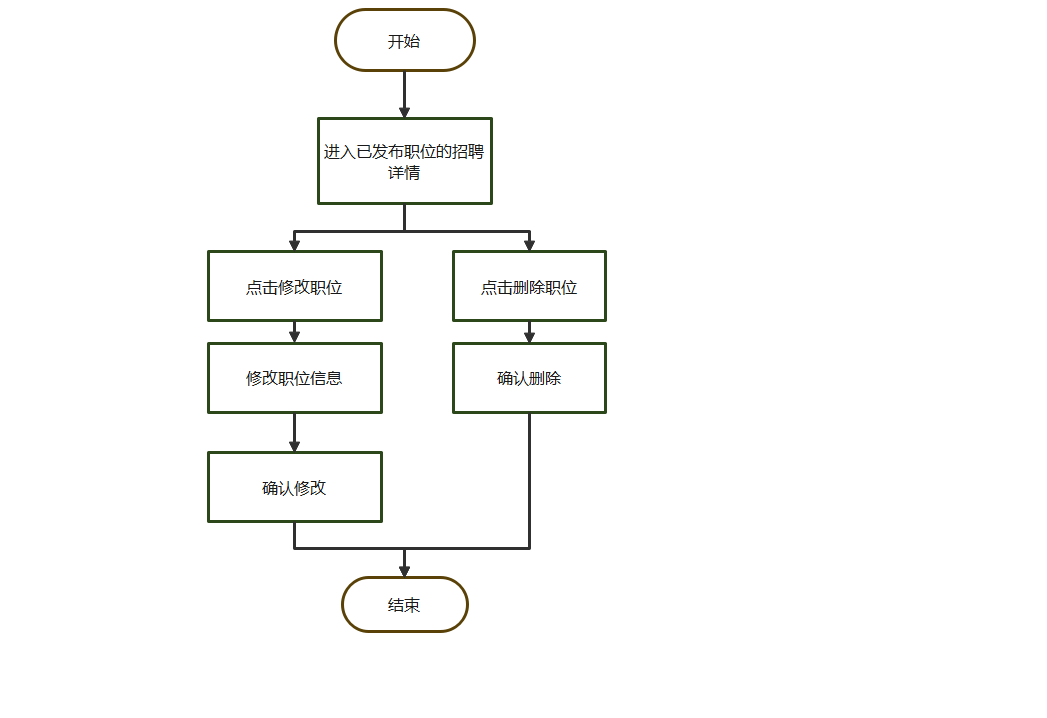 开始
进入已发布职位的招聘
详情
点击修改职位
点击删除职位
修改职位信息
确认删除
确认修改
结束